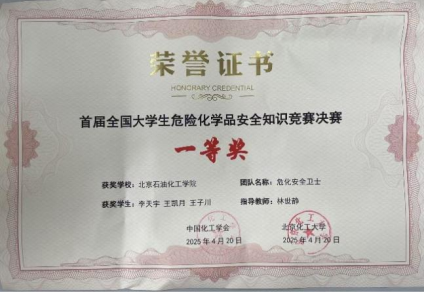 荣誉证书
HONORARY CREDENTIAL
首届全国大学生危险化学品安全知识竞赛决赛
一等奖
获奖学校：北京石油化工学院 团队名称：危化安全卫士
获奖学生：李天宇 王凯月 王子川 指导教师：林世静
中国化工学会 北京化工大学
2025年4月20日 2025年4月20日